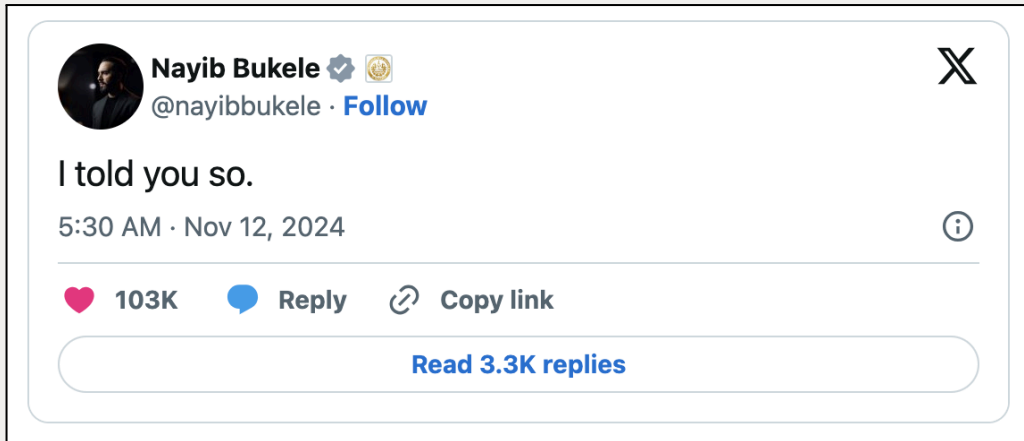 Nayib Bukele
@nayibbukele · Follow
I told you so.
5:30 AM · Nov 12, 2024
103K Reply Copy link
Read 3.3K replies